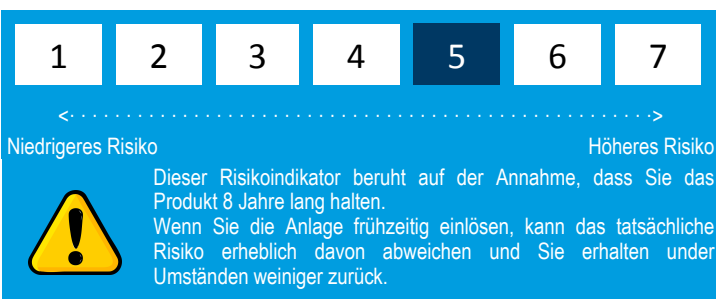 1 2 3 4 5 6 7
<· · · · · · · · · · · · · · · · · · · · · · · · · · · · · · · · · · · · · · · · · · · · · · · · · · · · · ·>
Niedrigeres Risiko Höheres Risiko
Dieser Risikoindikator beruht auf der Annahme, dass Sie das
Produkt 8 Jahre lang halten.
Wenn Sie die Anlage frühzeitig einlösen, kann das tatsächliche
Risiko erheblich davon abweichen und Sie erhalten under
Umständen weiniger zurück.